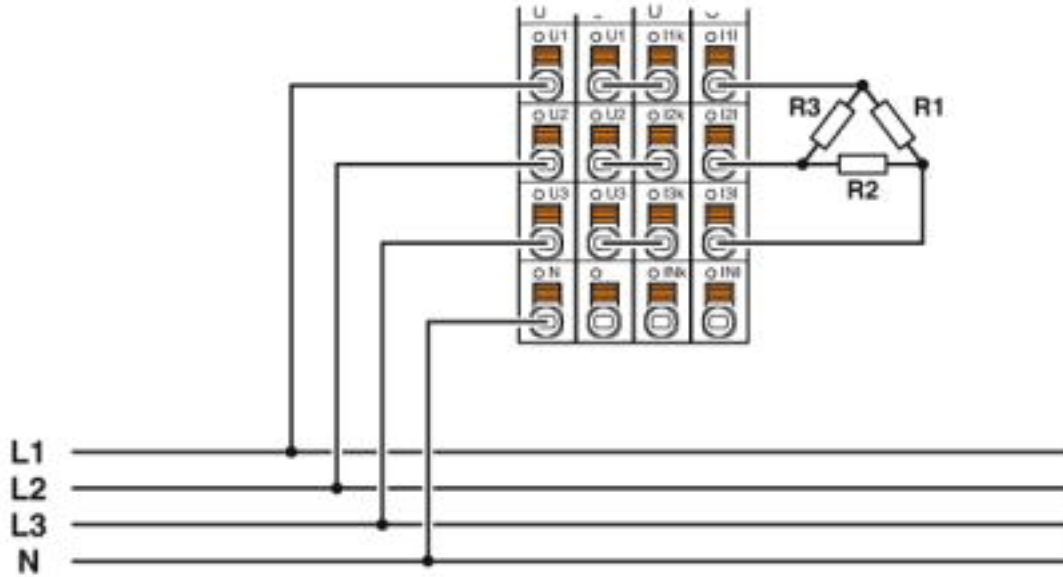 U1 U1 I1k I1l
R3 R1
U2 U2 I2k I2l
R2
U3 U3 I3k I3l
N INk INl
L1
L2
L3
N